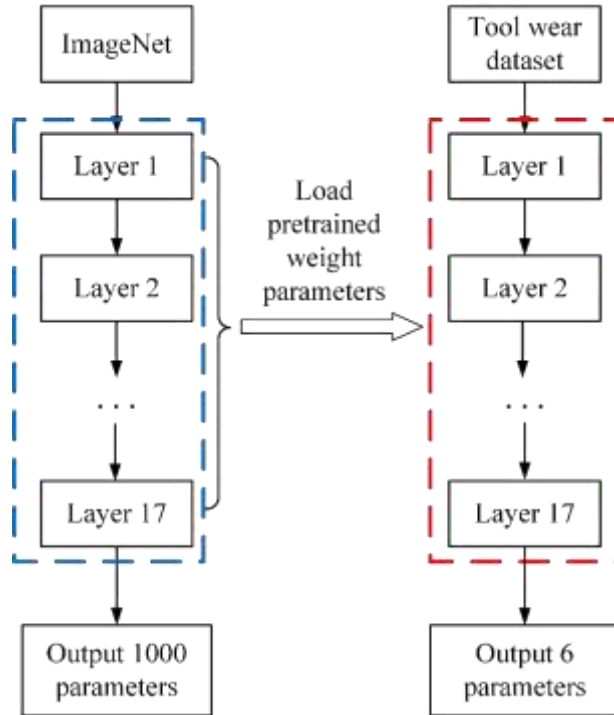 ImageNet
Layer 1
Layer 2
...
Layer 17
Output 1000
parameters
Load
pretrained
weight
parameters
Tool wear
dataset
Layer 1
Layer 2
...
Layer 17
Output 6
parameters